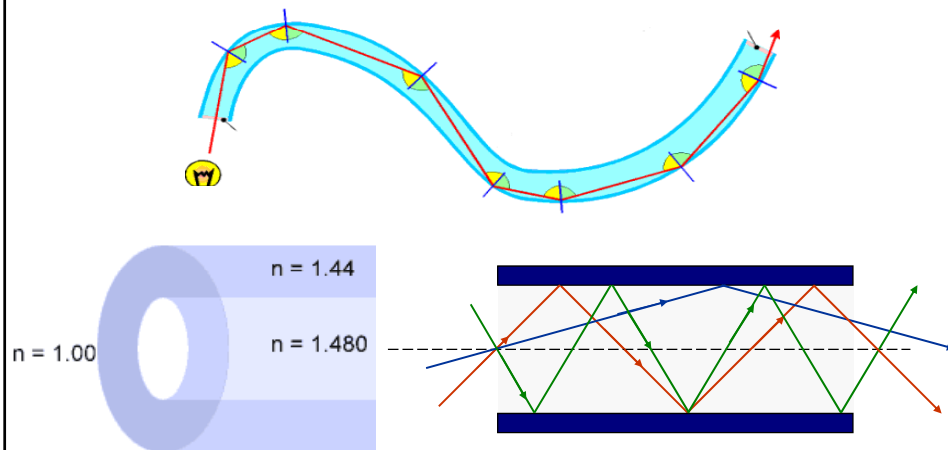 n = 1.44
n = 1.00
n = 1.480